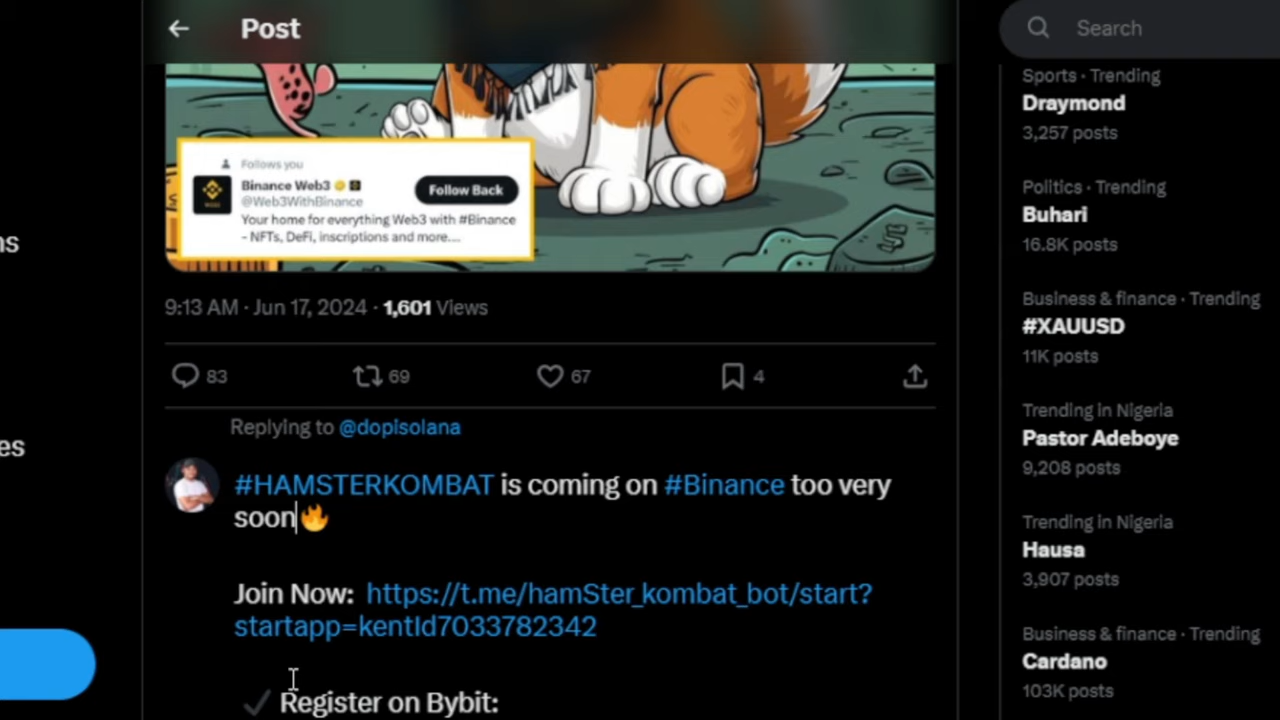 Post
Search
Follows you
Binance Web3
@Web3WithBinance
Follow Back
Your home for everything Web3 with #Binance
- NFTs, DeFi, inscriptions and more...
9:13 AM · Jun 17, 2024 · 1,601 Views
83 69 67 4
Replying to @dopisolana
#HAMSTERKOMBAT is coming on #Binance too very
soon🔥
Join Now: https://t.me/hamSter_kombat_bot/start?
startapp=kentId7033782342
✔ Register on Bybit:
Sports · Trending
Draymond
3,257 posts
Politics · Trending
Buhari
16.8K posts
Business & finance · Trending
#XAUUSD
11K posts
Trending in Nigeria
Pastor Adeboye
9,208 posts
Trending in Nigeria
Hausa
3,907 posts
Business & finance · Trending
Cardano
103K posts